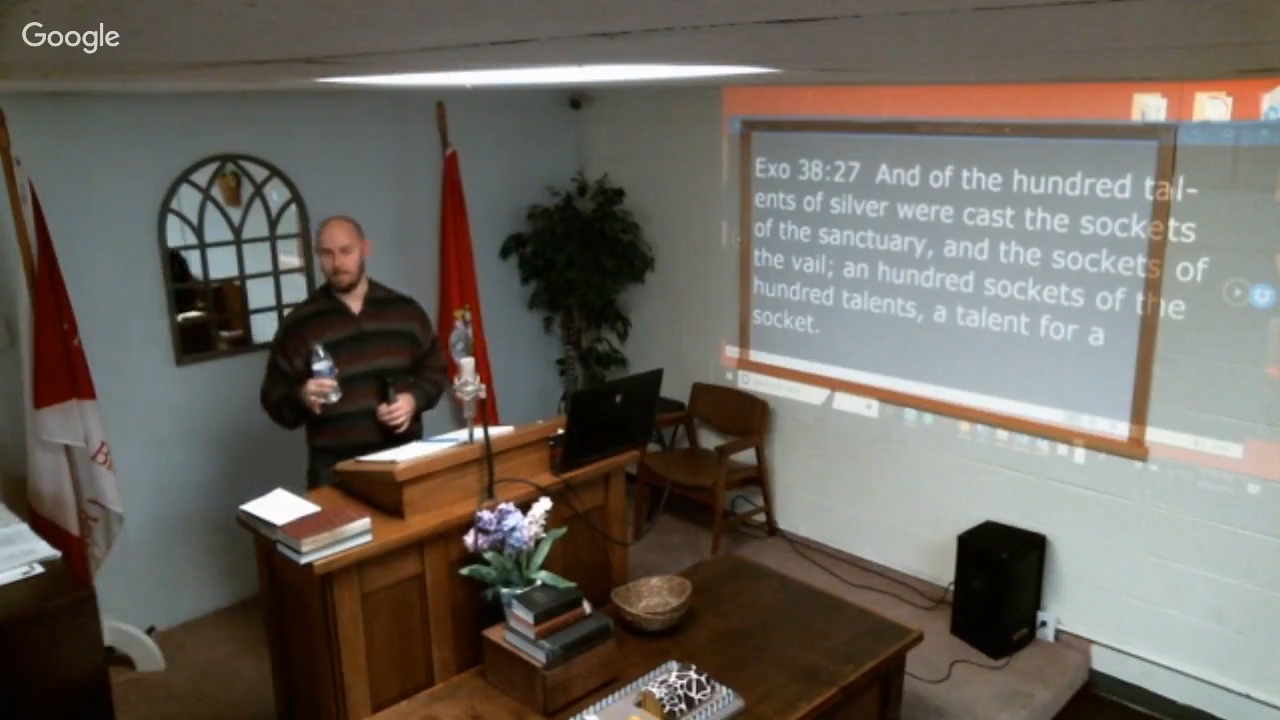 Google
Exo 38:27 And of the hundred tal-
ents of silver were cast the sockets
of the sanctuary, and the sockets of
the vail; an hundred sockets of the
hundred talents, a talent for a
socket.